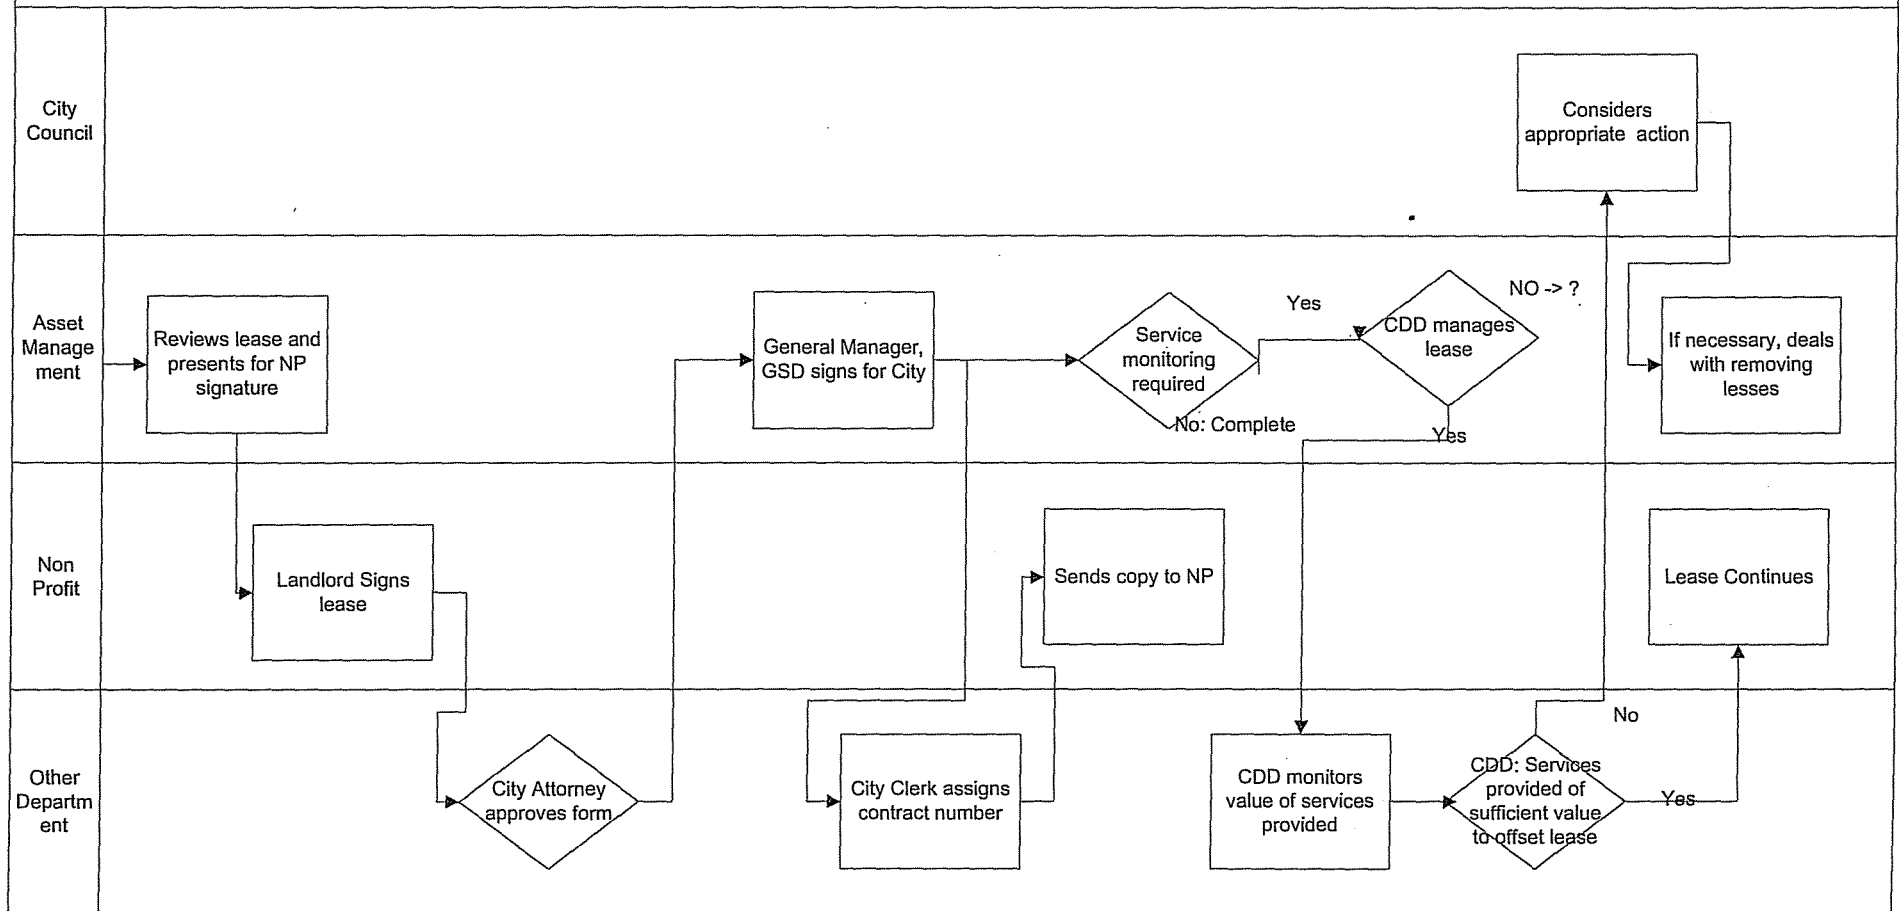 City
Council
Considers
appropriate action
Asset
Manage
ment
Reviews lease and
presents for NP
signature
General Manager,
GSD signs for City
Service
monitoring
required
No: Complete
Yes
CDD manages
lease
NO -> ?
Yes
If necessary, deals
with removing
lesses
Non
Profit
Landlord Signs
lease
Sends copy to NP
Lease Continues
Other
Departm
ent
City Attorney
approves form
City Clerk assigns
contract number
CDD monitors
value of services
provided
CDD: Services
provided of
sufficient value
to offset lease
No
Yes